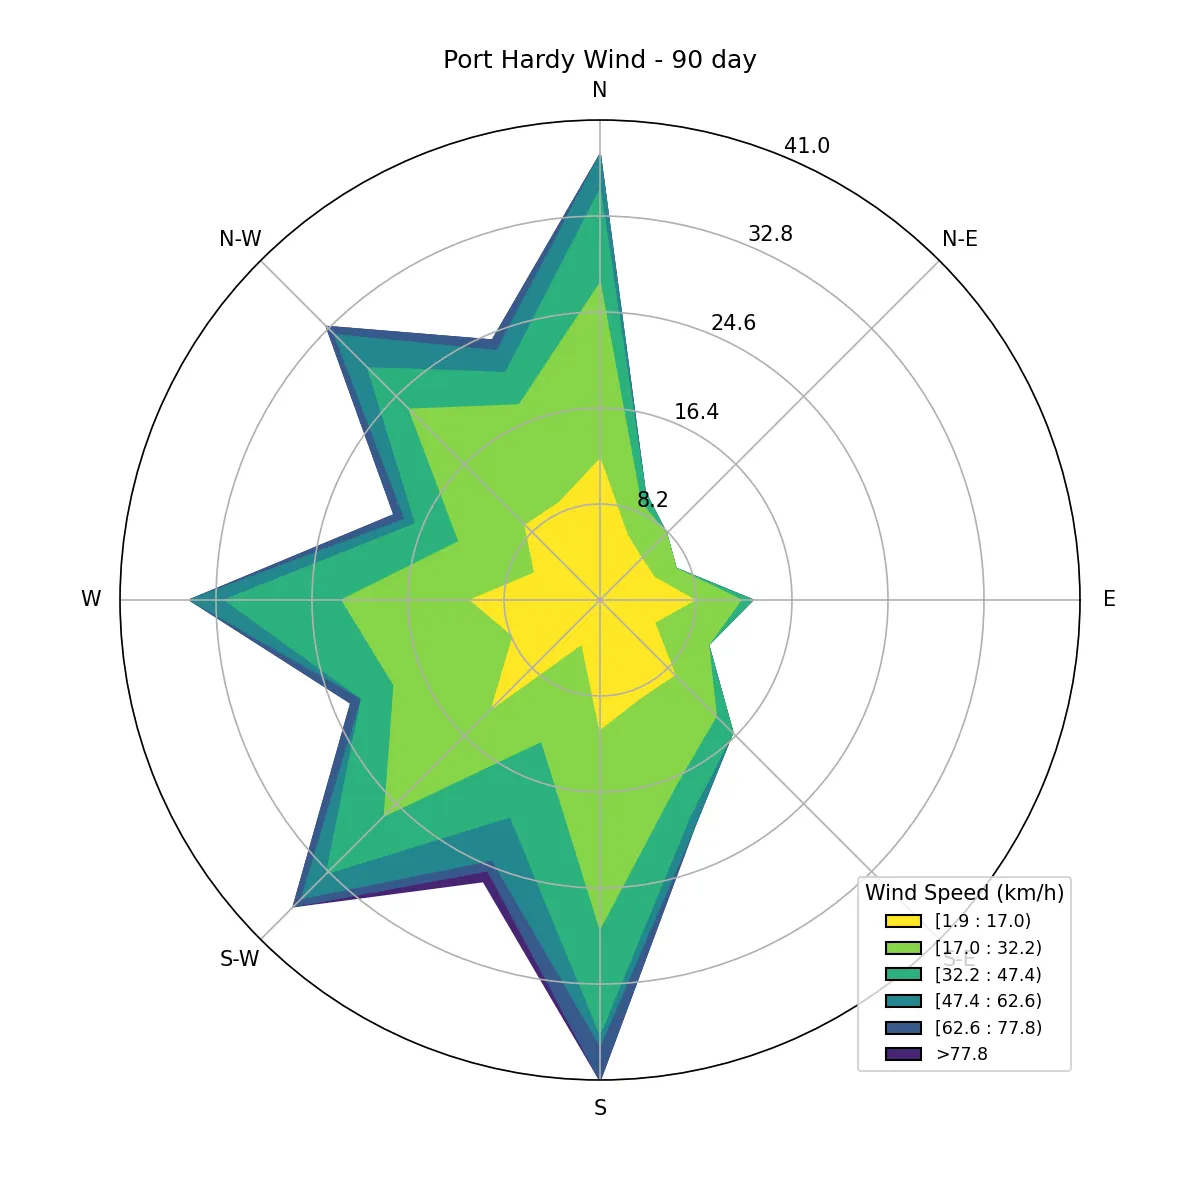 Port Hardy Wind - 90 day
N
41.0
N-W
32.8
N-E
24.6
16.4
8.2
W
E
Wind Speed (km/h)
[1.9 : 17.0)
[17.0 : 32.2)
S-W
S-E
[32.2 : 47.4)
[47.4 : 62.6)
[62.6 : 77.8)
>77.8
S